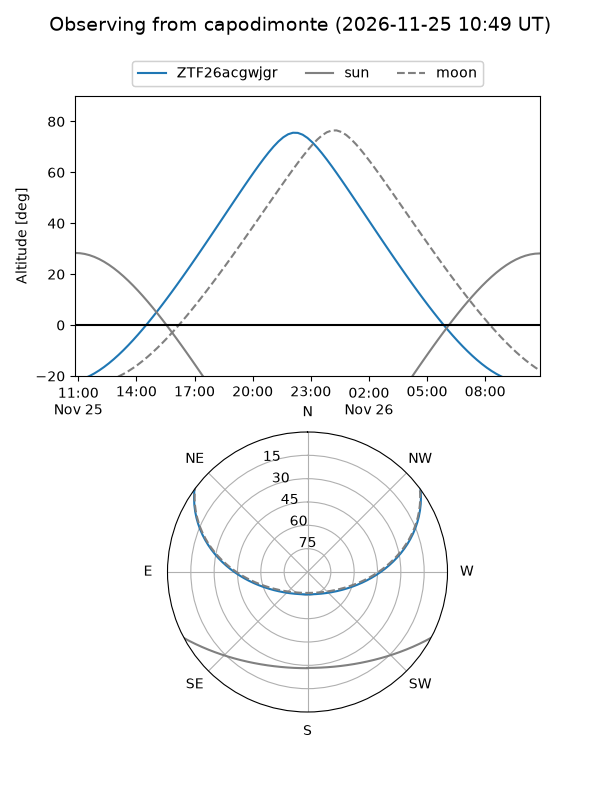 Observing from capodimonte (2026-11-25 10:49 UT)
ZTF26acgwjgr sun moon
80
60
40
20
0
−20
Altitude [deg]
11:00 14:00 17:00 20:00 23:00 02:00 05:00 08:00
Nov 25 Nov 26
N
NE NW
15
30
45
60
75
E W
SE SW
S